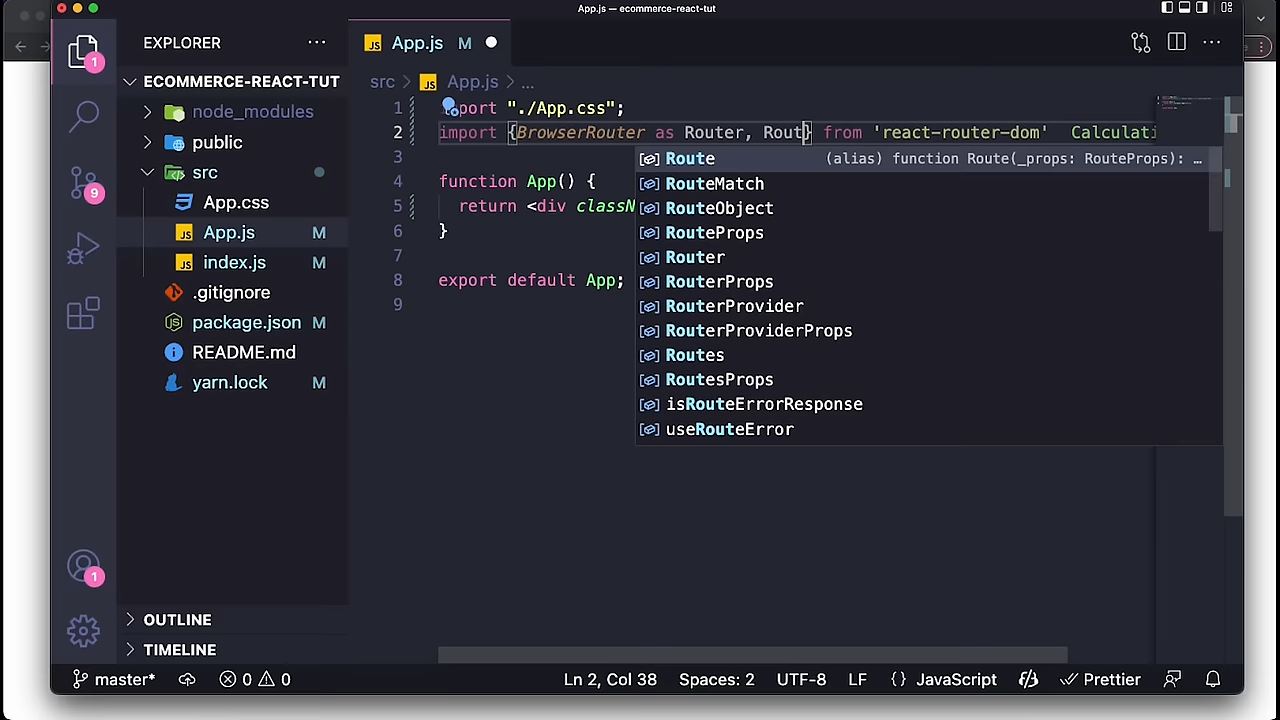 App.js — ecommerce-react-tut
EXPLORER
App.js M
ECOMMERCE-REACT-TUT
node_modules
public
src
App.css
App.js M
index.js M
.gitignore
package.json M
README.md
yarn.lock M
OUTLINE
TIMELINE
src > App.js > ...
1 port "./App.css";
2 import {BrowserRouter as Router, Rout} from 'react-router-dom' Calculati
3
4 function App() {
5 return <div classN
6 }
7
8 export default App;
9
Route (alias) function Route(_props: RouteProps): …
RouteMatch
RouteObject
RouteProps
Router
RouterProps
RouterProvider
RouterProviderProps
Routes
RoutesProps
isRouteErrorResponse
useRouteError
1
9
1
master* 0 0 Ln 2, Col 38 Spaces: 2 UTF-8 LF {} JavaScript Prettier